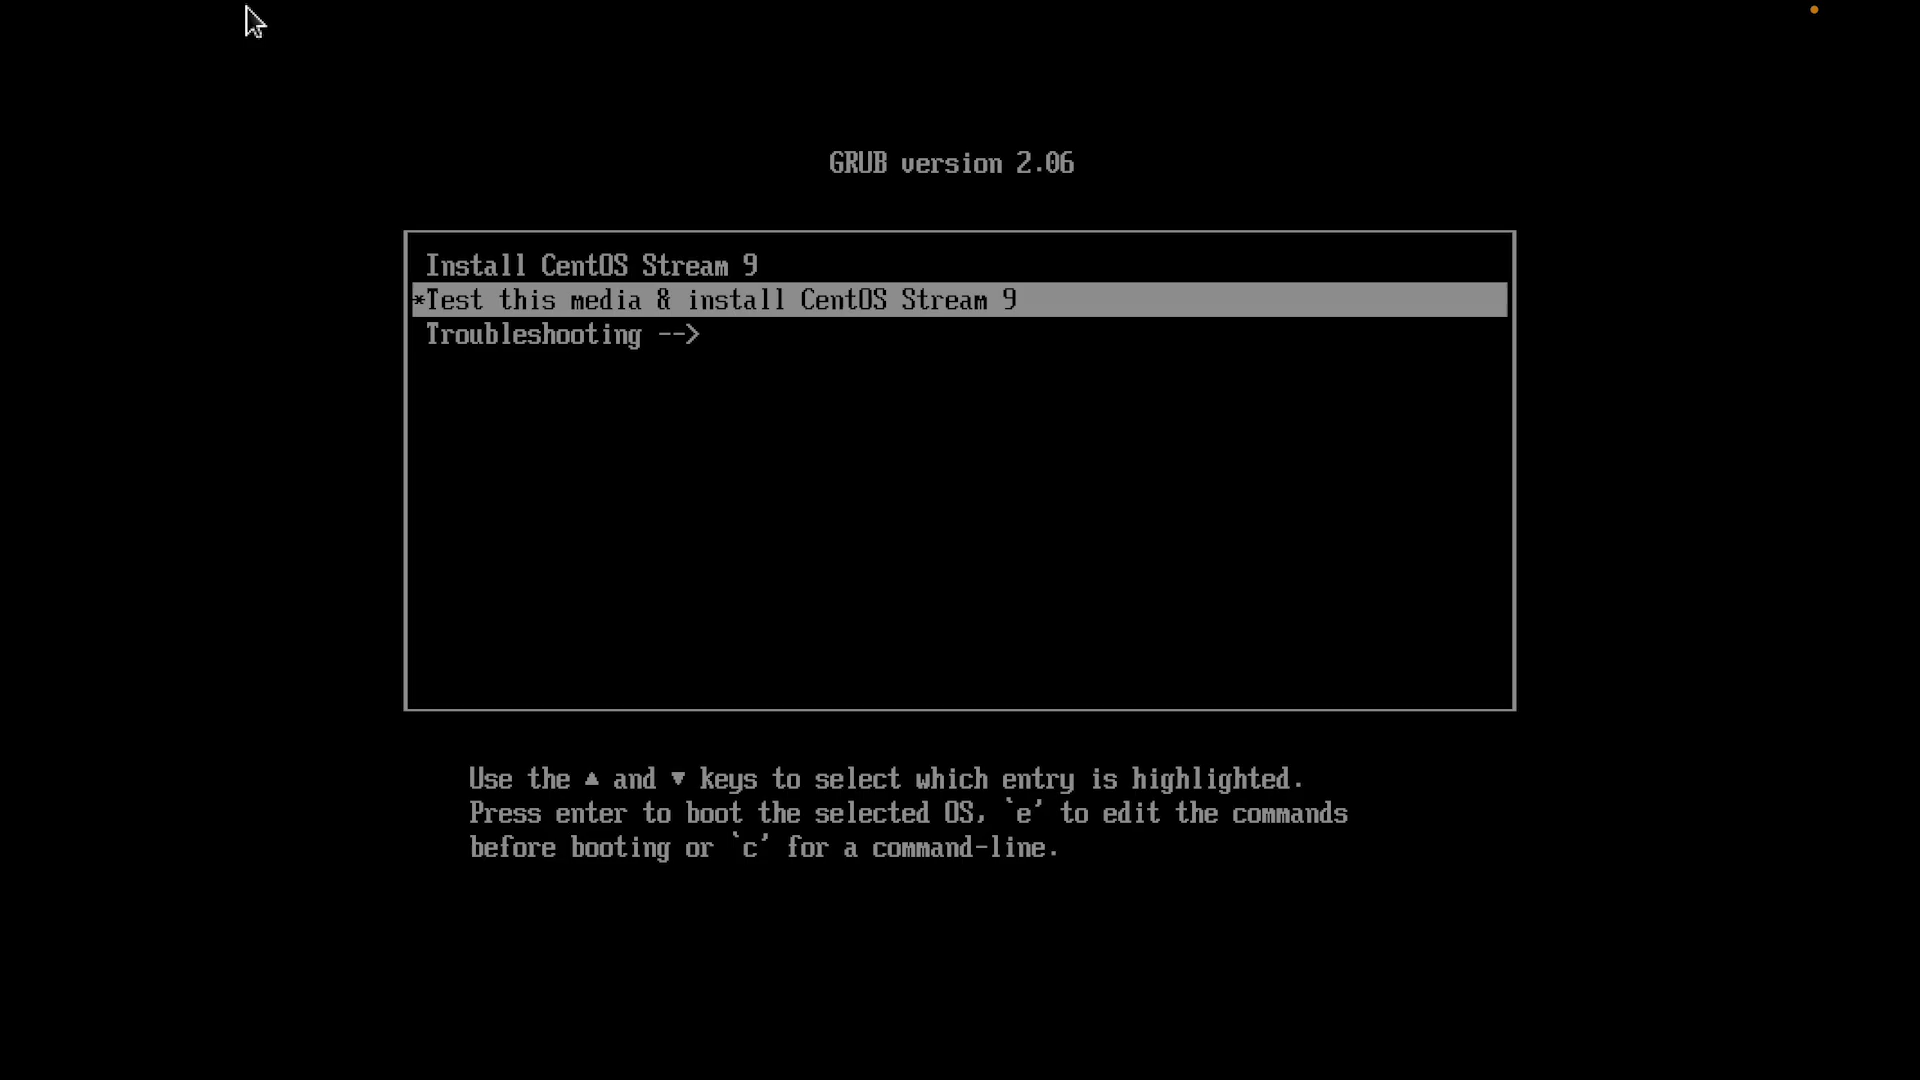 GRUB version 2.06
Install CentOS Stream 9
*Test this media & install CentOS Stream 9
Troubleshooting -->
Use the ▲ and ▼ keys to select which entry is highlighted.
Press enter to boot the selected OS, `e' to edit the commands
before booting or `c' for a command-line.